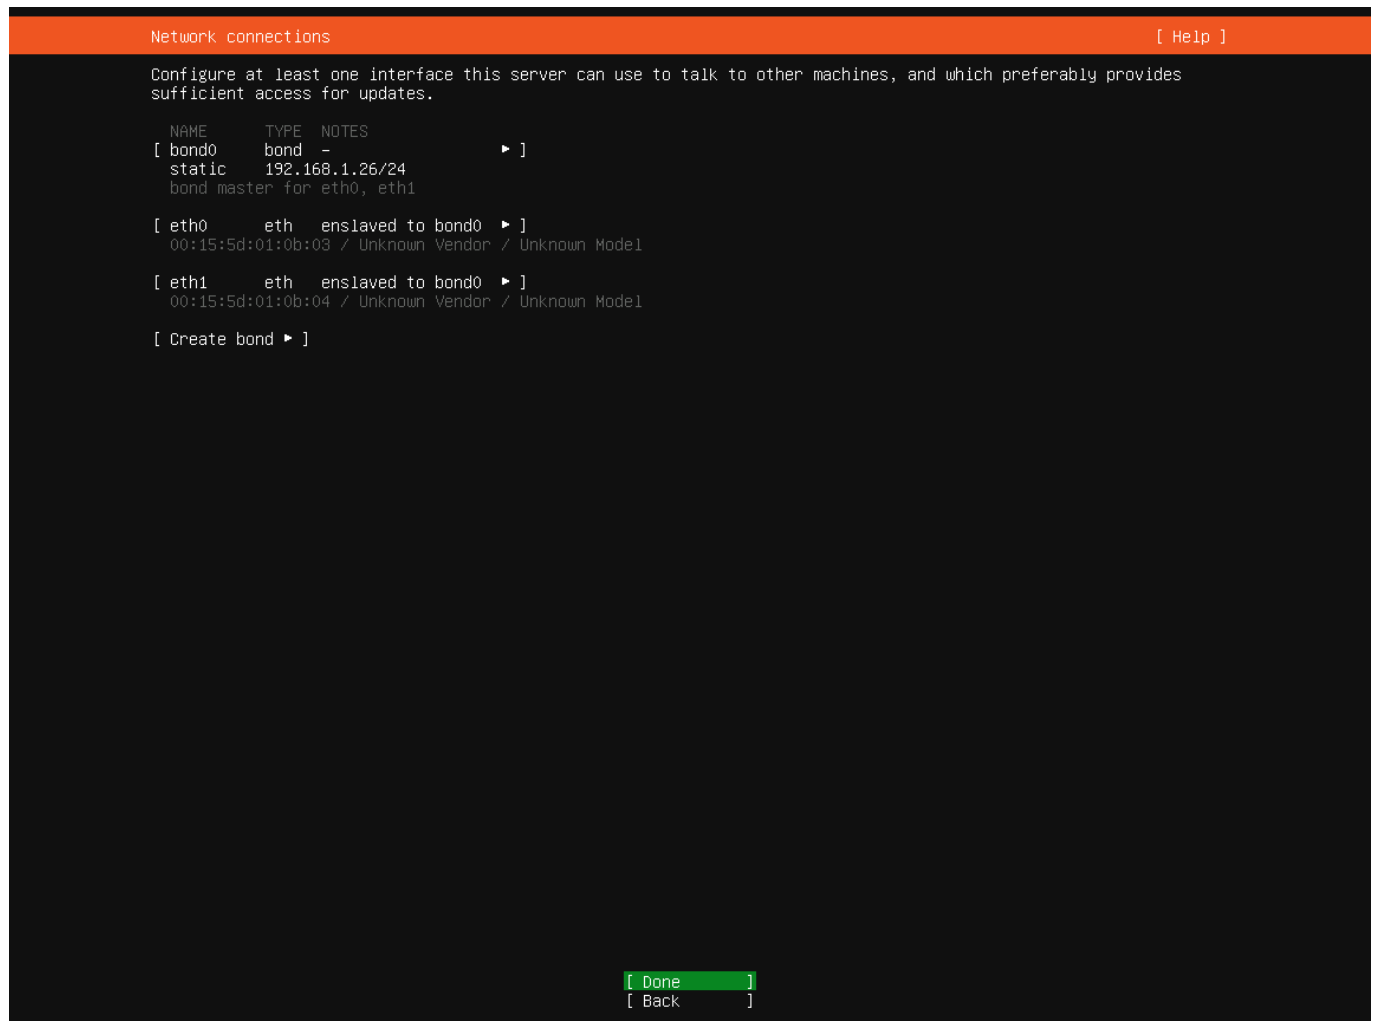 Network connections [ Help ]
Configure at least one interface this server can use to talk to other machines, and which preferably provides
sufficient access for updates.
NAME TYPE NOTES
[ bond0 bond – ▸ ]
static 192.168.1.26/24
bond master for eth0, eth1
[ eth0 eth enslaved to bond0 ▸ ]
00:15:5d:01:0b:03 / Unknown Vendor / Unknown Model
[ eth1 eth enslaved to bond0 ▸ ]
00:15:5d:01:0b:04 / Unknown Vendor / Unknown Model
[ Create bond ▸ ]
[ Done ]
[ Back ]